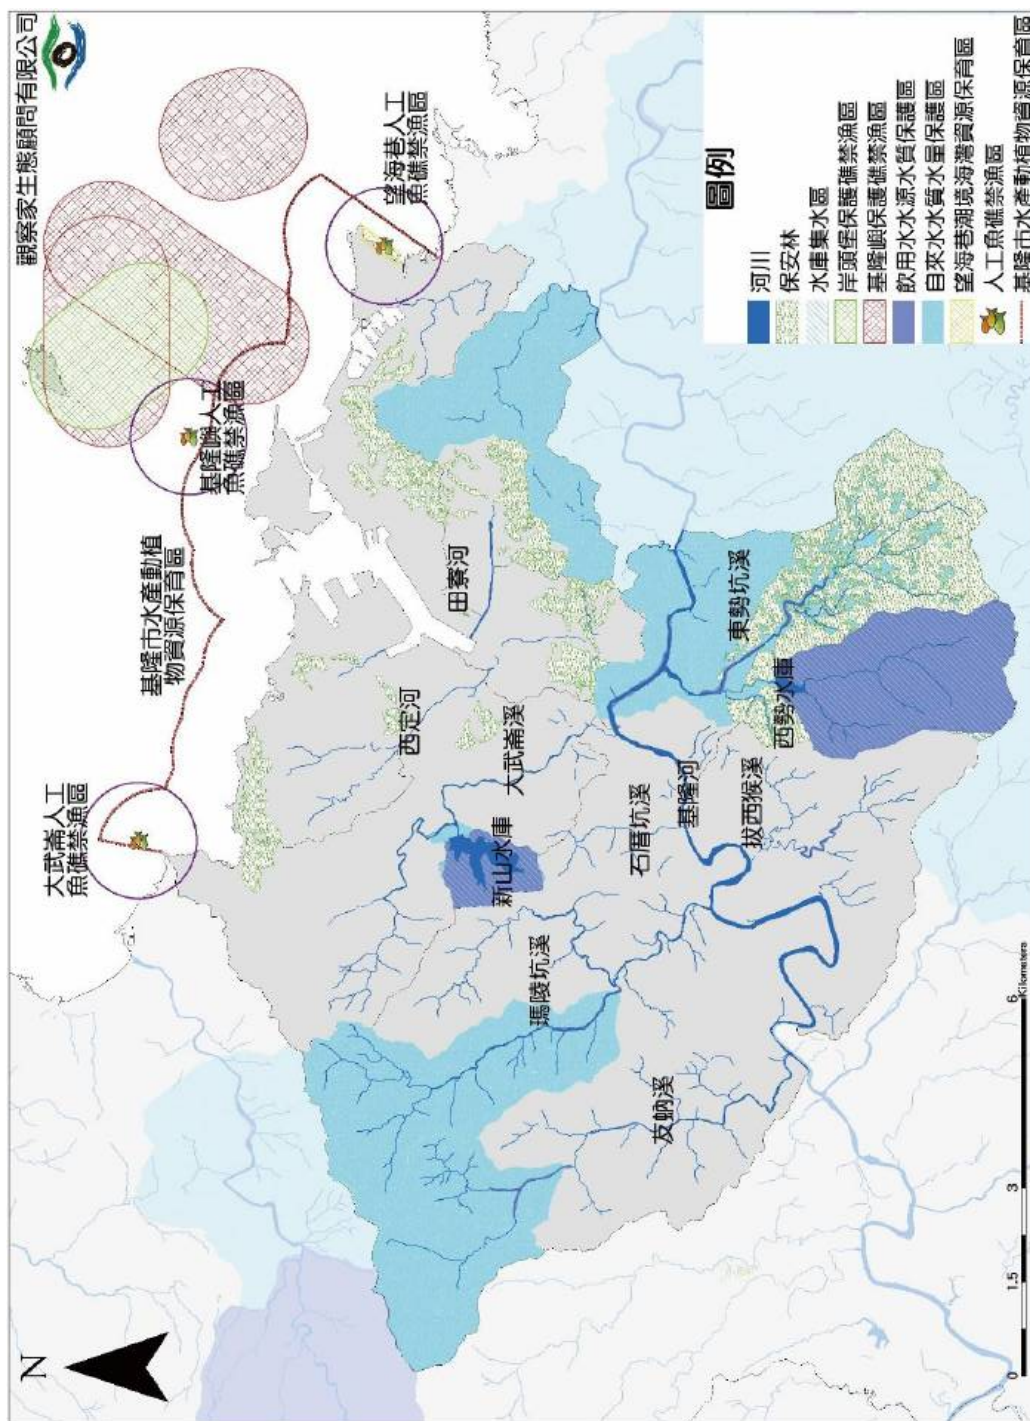 觀察家生態顧問有限公司
N
大武崙人工
魚礁禁漁區
基隆市水產動植
物資源保育區
基隆嶼人工
魚礁禁漁區
望海巷人工
魚礁禁漁區
西定河
田寮河
大武崙溪
新山水庫
瑪陵坑溪
石厝坑溪
基隆河
東勢坑溪
西勢水庫
拔西猴溪
友蚋溪
圖例
河川
保安林
水庫集水區
岸頭堡保護礁禁漁區
基隆嶼保護礁禁漁區
飲用水水源水質保護區
自來水水質水量保護區
望海巷潮境海灣資源保育區
人工魚礁禁漁區
基隆市水產動植物資源保育區
0 1.5 3 6
Kilometers